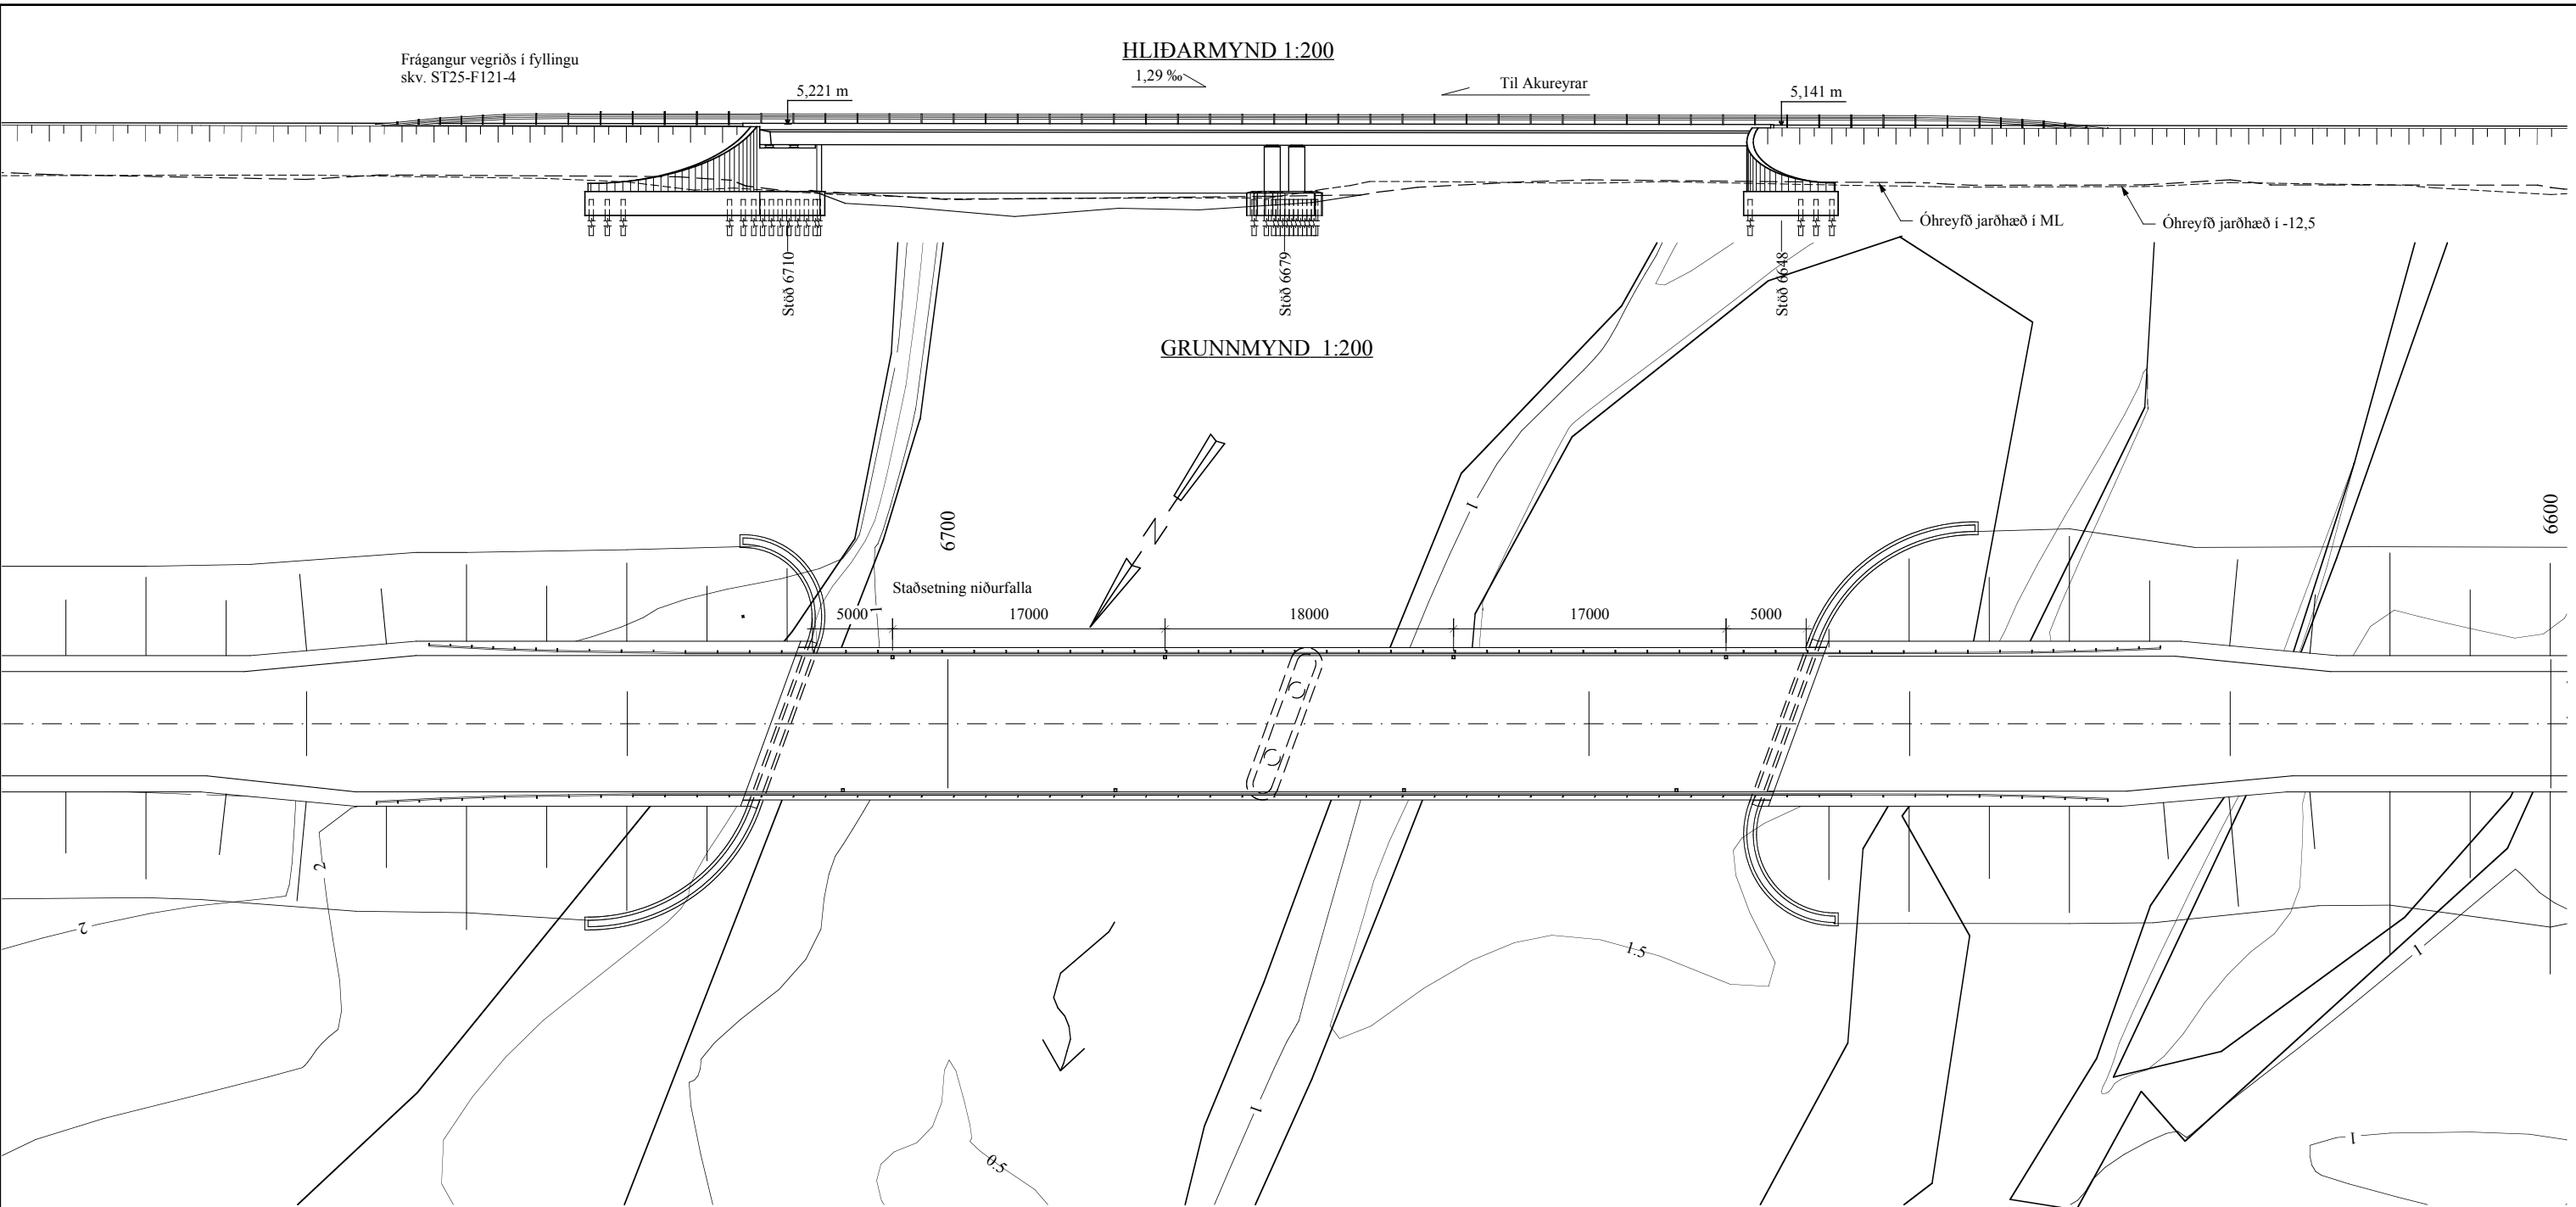 HLIÐARMYND 1:200
Frágangur vegriðs í fyllingu
skv. ST25-F121-4
1,29 ‰
Til Akureyrar
5,221 m
5,141 m
Óhreyfð jarðhæð í ML
Óhreyfð jarðhæð í -12,5
Stöð 6710
Stöð 6679
Stöð 6648
GRUNNMYND 1:200
1
6700
6600
N
Staðsetning niðurfalla
5000
1
17000
18000
17000
5000
2
2
1.5
1
1
0.5
1